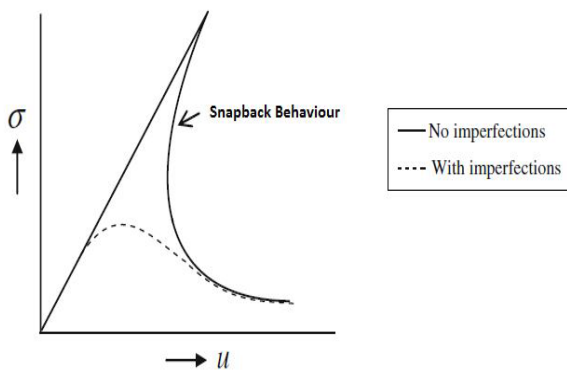 Snapback Behaviour
σ
No imperfections
With imperfections
u